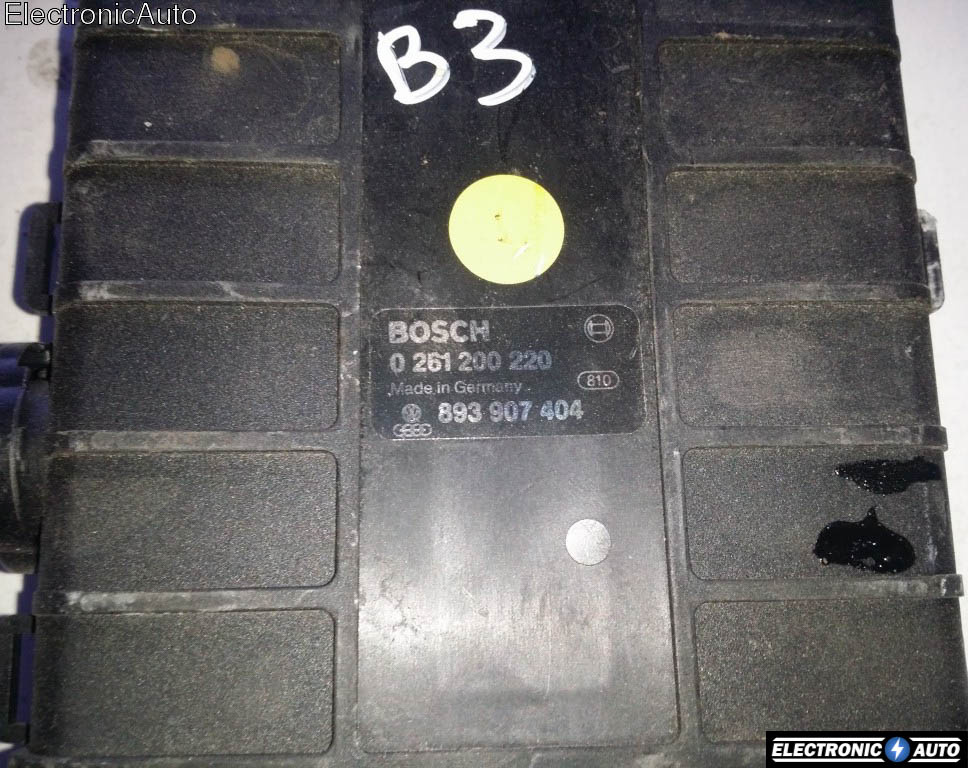 ElectronicAuto
B3
BOSCH
0 261 200 220
Made in Germany
810
893 907 404
ELECTRONIC AUTO